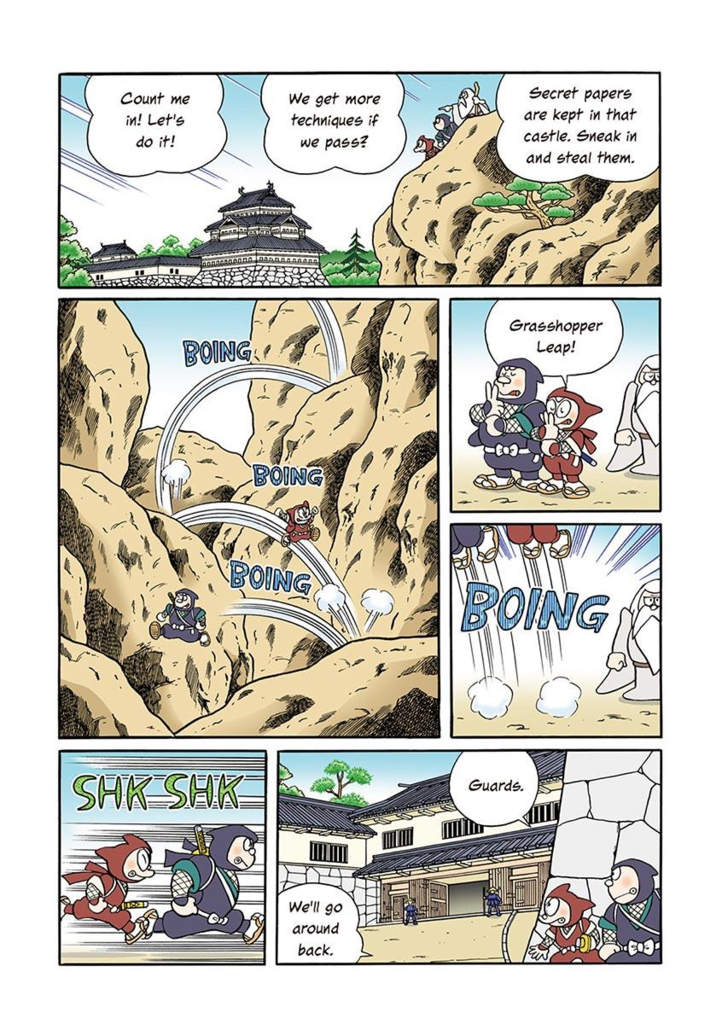 Secret papers
are kept in that
castle. Sneak in
and steal them.
We get more
techniques if
we pass?
Count me
in! Let's
do it!
Grasshopper
Leap!
BOING
BOING
BOING
BOING
Guards.
We'll go
around
back.
SHK SHK